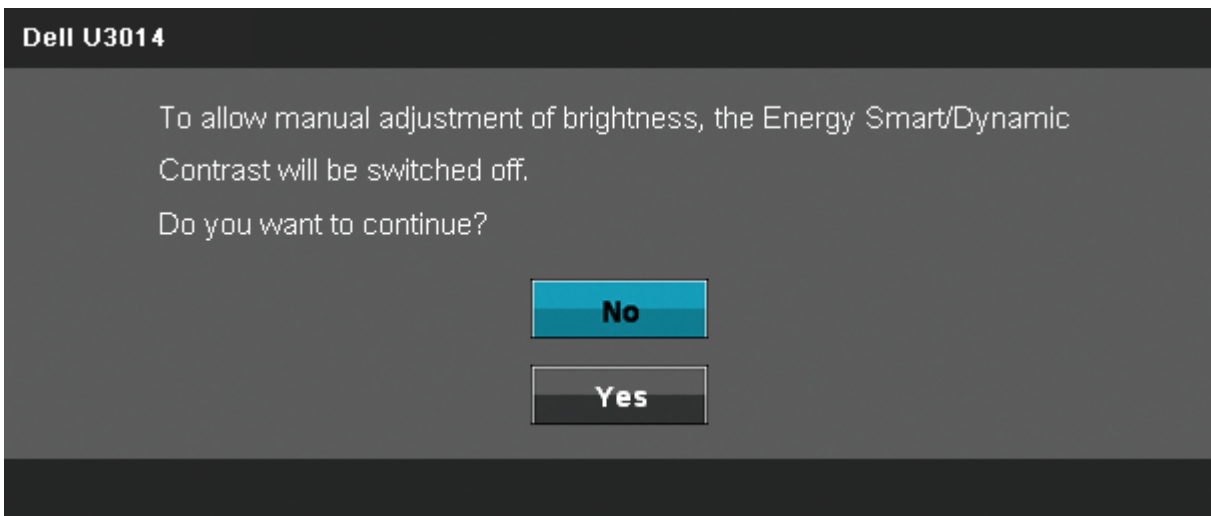 Dell U3014
To allow manual adjustment of brightness, the Energy Smart/Dynamic
Contrast will be switched off.
Do you want to continue?
No
Yes